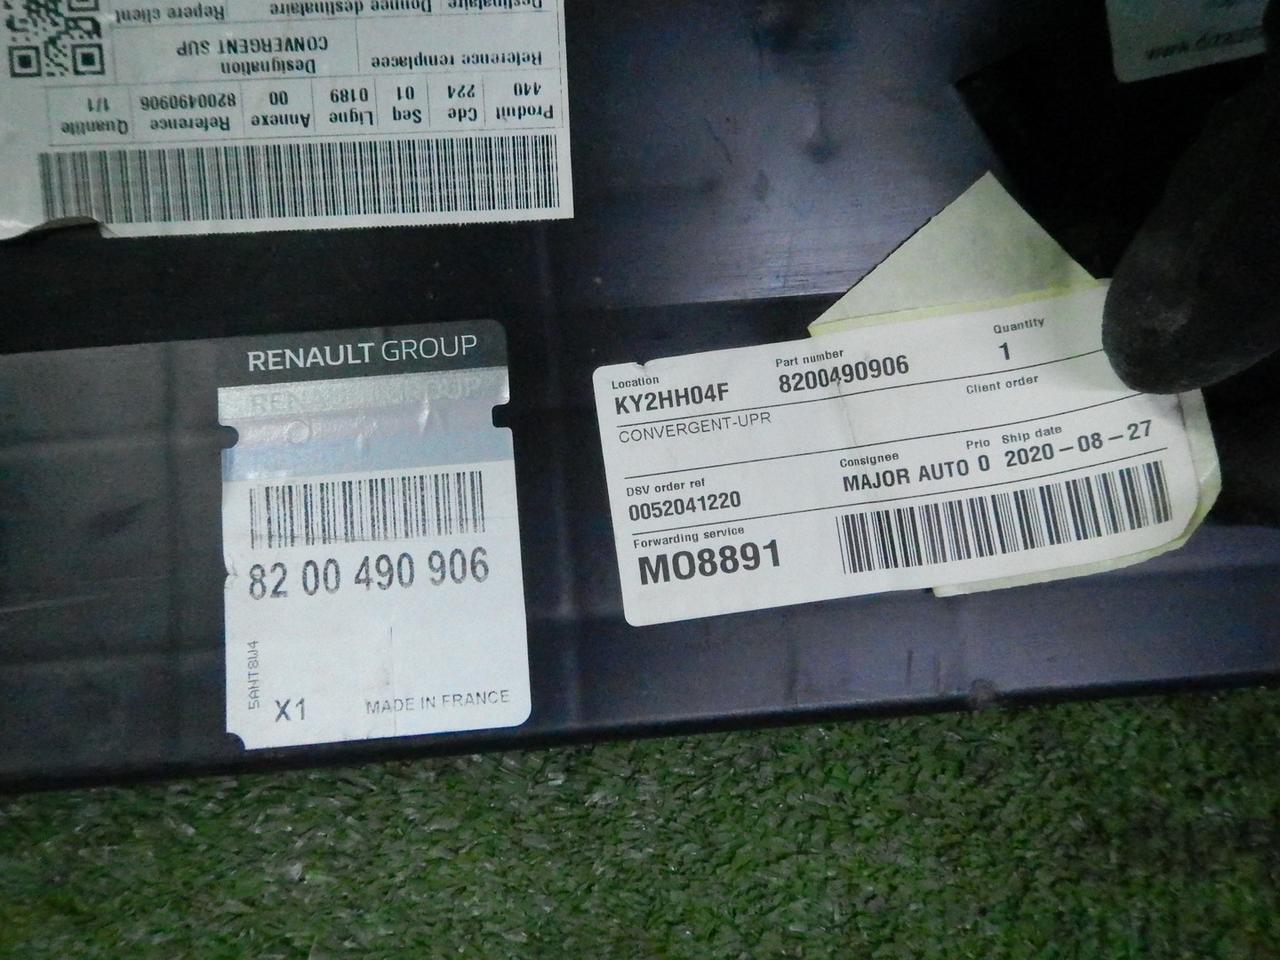 Destinataire
Donnee destinataire
Repere client
Reference remplacee
Designation
CONVERGENT SUP
Produit
Cde
Seq
Ligne
Annexe
Reference
Quantite
440
224
01
0189
00
8200490906
1/1
RENAULT GROUP
82 00 490 906
5ANT8W4
X1
MADE IN FRANCE
Location
Part number
Quantity
KY2HH04F
8200490906
1
CONVERGENT-UPR
Client order
DSV order ref
Consignee
Prio
Ship date
0052041220
MAJOR AUTO
0
2020-08-27
Forwarding service
MO8891